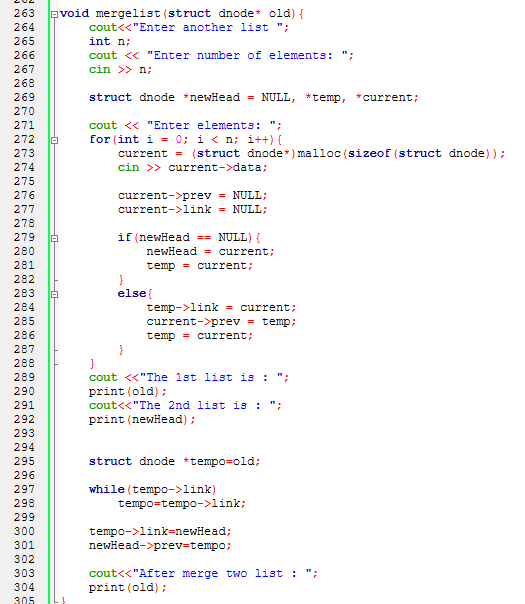 263 void mergelist(struct dnode* old){
264 cout<<"Enter another list ";
265 int n;
266 cout << "Enter number of elements: ";
267 cin >> n;
268
269 struct dnode *newHead = NULL, *temp, *current;
270
271 cout << "Enter elements: ";
272 for(int i = 0; i < n; i++){
273 current = (struct dnode*)malloc(sizeof(struct dnode));
274 cin >> current->data;
275
276 current->prev = NULL;
277 current->link = NULL;
278
279 if(newHead == NULL){
280 newHead = current;
281 temp = current;
282 }
283 else{
284 temp->link = current;
285 current->prev = temp;
286 temp = current;
287 }
288 }
289 cout <<"The 1st list is : ";
290 print(old);
291 cout<<"The 2nd list is : ";
292 print(newHead);
293
294
295 struct dnode *tempo=old;
296
297 while(tempo->link)
298 tempo=tempo->link;
299
300 tempo->link=newHead;
301 newHead->prev=tempo;
302
303 cout<<"After merge two list : ";
304 print(old);
305 }